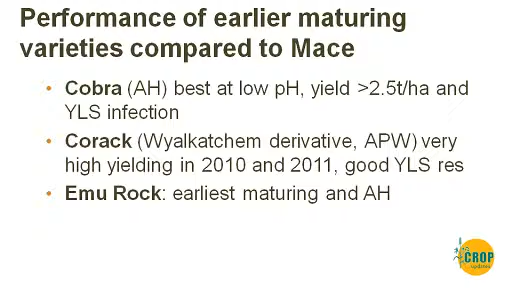 Performance of earlier maturing
varieties compared to Mace
• Cobra (AH) best at low pH, yield >2.5t/ha and
YLS infection
• Corack (Wyalkatchem derivative, APW) very
high yielding in 2010 and 2011, good YLS res
• Emu Rock: earliest maturing and AH
CROP
updates